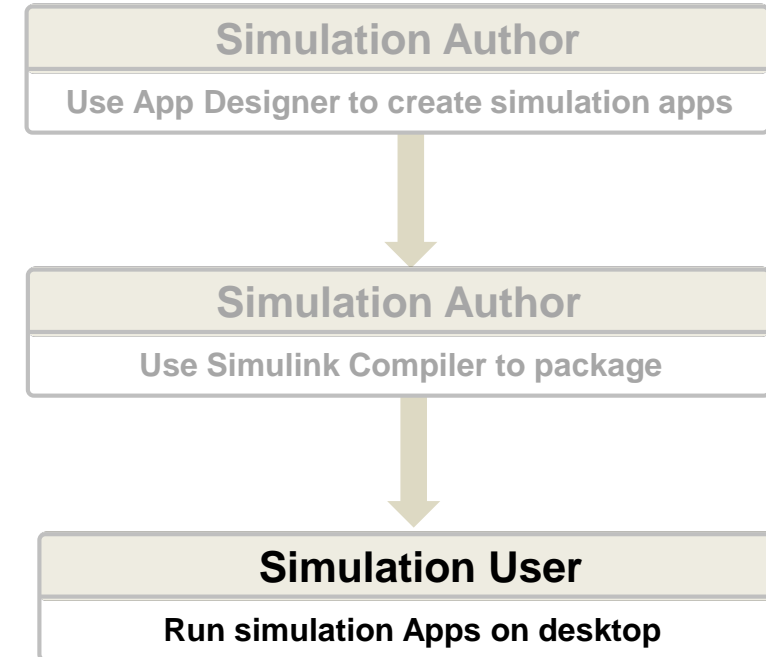 Simulation Author
Use App Designer to create simulation apps
Simulation Author
Use Simulink Compiler to package
Simulation User
Run simulation Apps on desktop